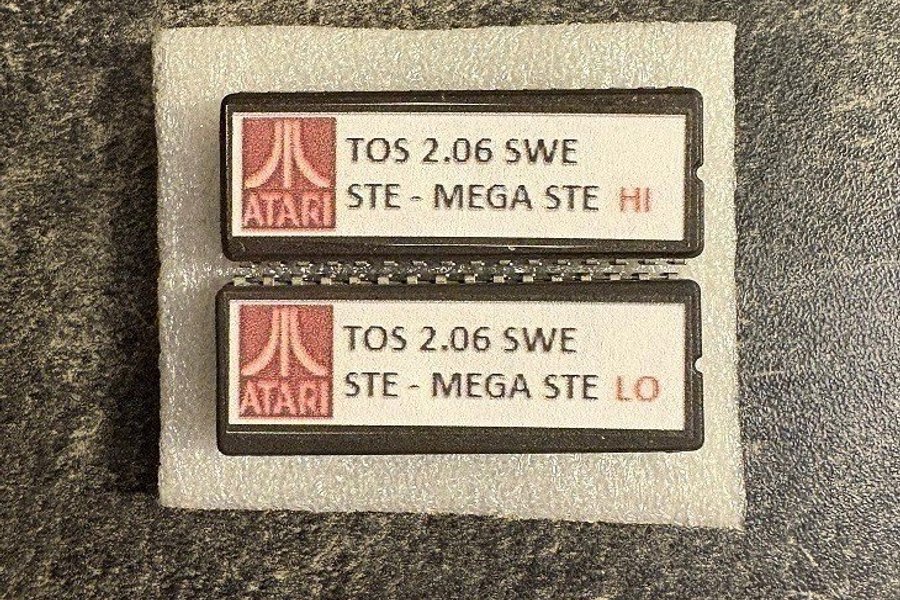 ATARI
TOS 2.06 SWE
STE - MEGA STE HI
ATARI
TOS 2.06 SWE
STE - MEGA STE LO